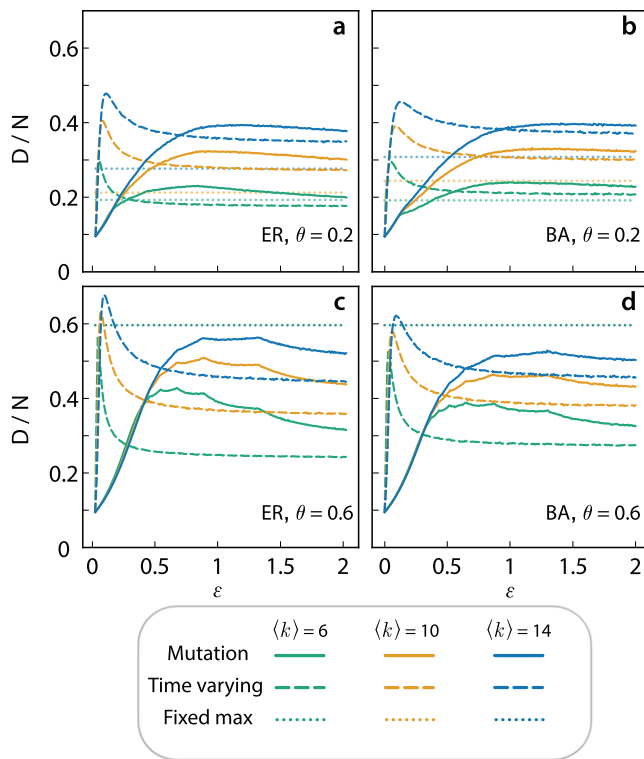 a
b
0.6
D / N
0.4
0.2
0
ER, θ = 0.2
BA, θ = 0.2
c
d
0.6
D / N
0.4
0.2
0
ER, θ = 0.6
BA, θ = 0.6
0 0.5 1 1.5 2
0 0.5 1 1.5 2
ε
ε
⟨k⟩ = 6 ⟨k⟩ = 10 ⟨k⟩ = 14
Mutation
Time varying
Fixed max